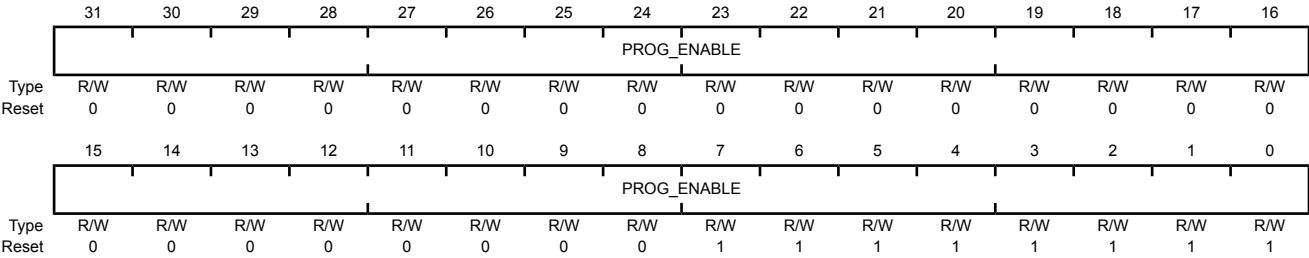 31 30 29 28 27 26 25 24 23 22 21 20 19 18 17 16
PROG_ENABLE
Type R/W R/W R/W R/W R/W R/W R/W R/W R/W R/W R/W R/W R/W R/W R/W R/W
Reset 0 0 0 0 0 0 0 0 0 0 0 0 0 0 0 0
15 14 13 12 11 10 9 8 7 6 5 4 3 2 1 0
PROG_ENABLE
Type R/W R/W R/W R/W R/W R/W R/W R/W R/W R/W R/W R/W R/W R/W R/W R/W
Reset 0 0 0 0 0 0 0 0 1 1 1 1 1 1 1 1